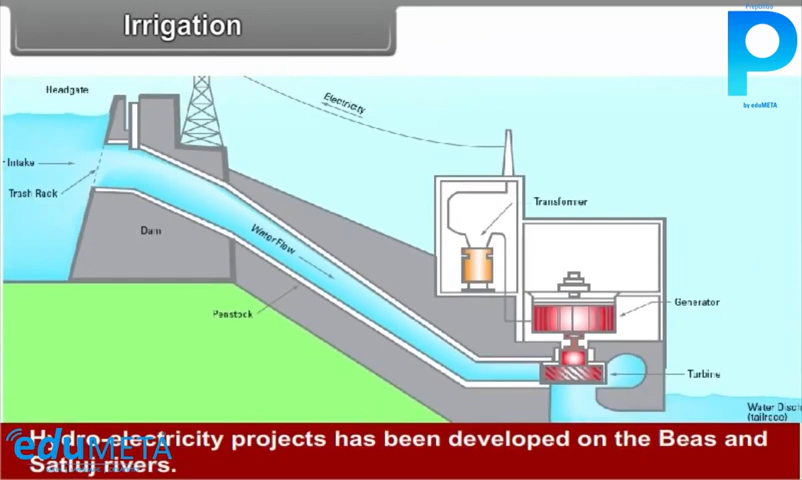 Irrigation
Prepondo
P
by eduMETA
Headgate
Electricity
r Intake
Trash Rack
Transformer
Dam
Water Flow
Penstock
Generator
Turbine
Water Disch
(tailrace)
Hydro-electricity projects has been developed on the Beas and
Satluj rivers.
eduMETA